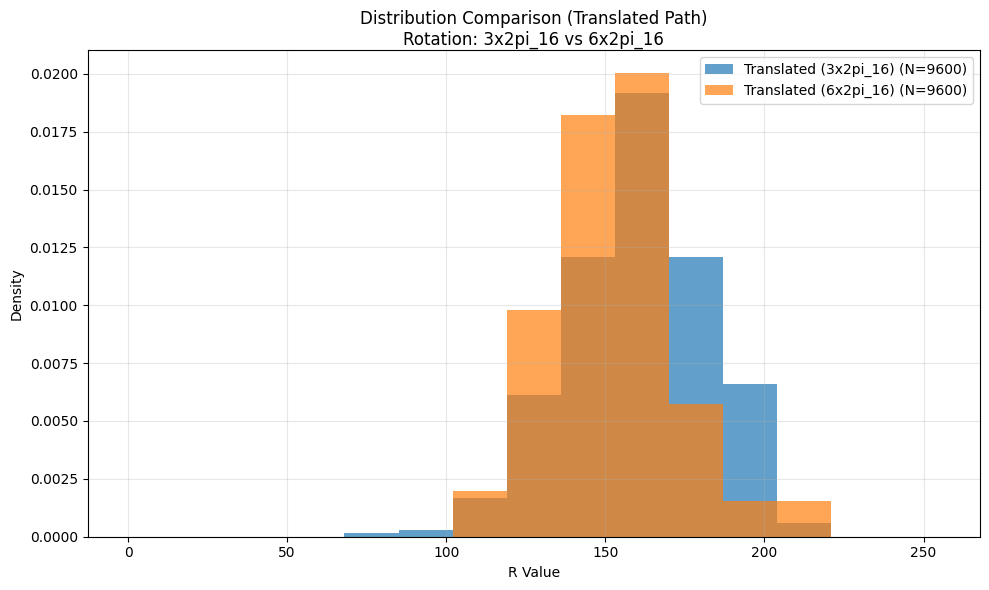 Distribution Comparison (Translated Path)
Rotation: 3x2pi_16 vs 6x2pi_16
Translated (3x2pi_16) (N=9600)
Translated (6x2pi_16) (N=9600)
0.0200
0.0175
0.0150
0.0125
0.0100
0.0075
0.0050
0.0025
0.0000
Density
0 50 100 150 200 250
R Value